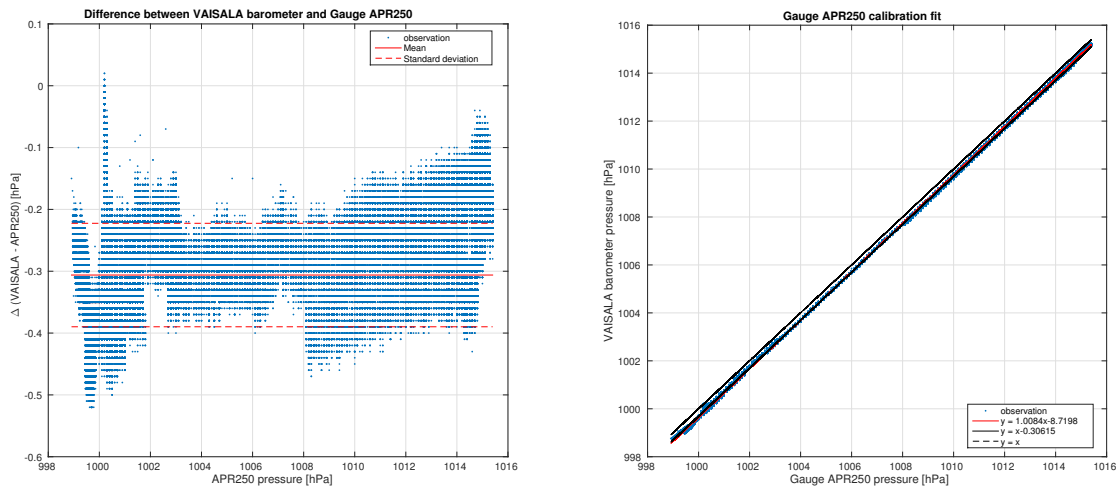 Difference between VAISALA barometer and Gauge APR250
0.1
0
-0.1
-0.2
-0.3
-0.4
-0.5
-0.6
Δ (VAISALA - APR250) [hPa]
observation
Mean
Standard deviation
998 1000 1002 1004 1006 1008 1010 1012 1014 1016
APR250 pressure [hPa]
Gauge APR250 calibration fit
1016
1014
1012
1010
1008
1006
1004
1002
1000
998
VAISALA barometer pressure [hPa]
observation
y = 1.0084x-8.7198
y = x-0.30615
y = x
998 1000 1002 1004 1006 1008 1010 1012 1014 1016
Gauge APR250 pressure [hPa]